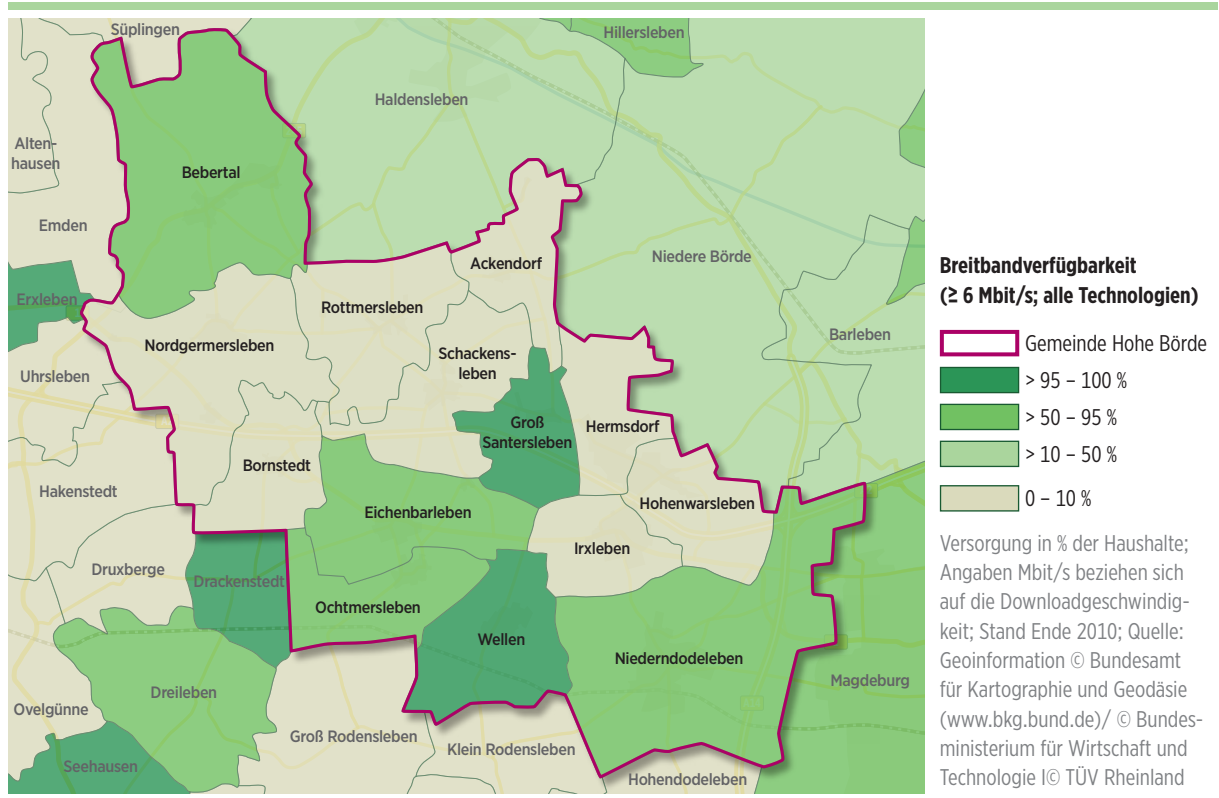 Süplingen
Hillersleben
Haldensleben
Alten-
hausen
Bebertal
Emden
Ackendorf
Niedere Börde
Erxleben
Rottmersleben
Barleben
Nordgermersleben
Schackens-
leben
Uhrsleben
Groß
Santersleben
Hermsdorf
Bornstedt
Hakenstedt
Hohenwarsleben
Eichenbarleben
Irxleben
Druxberge
Drackenstedt
Ochtmersleben
Wellen
Niederndodeleben
Dreileben
Magdeburg
Ovelgünne
Groß Rodensleben
Klein Rodensleben
Seehausen
Hohendodeleben
Breitbandverfügbarkeit
(≥ 6 Mbit/s; alle Technologien)
Gemeinde Hohe Börde
> 95 – 100 %
> 50 – 95 %
> 10 – 50 %
0 – 10 %
Versorgung in % der Haushalte;
Angaben Mbit/s beziehen sich
auf die Downloadgeschwindig-
keit; Stand Ende 2010; Quelle:
Geoinformation © Bundesamt
für Kartographie und Geodäsie
(www.bkg.bund.de)/ © Bundes-
ministerium für Wirtschaft und
Technologie I© TÜV Rheinland